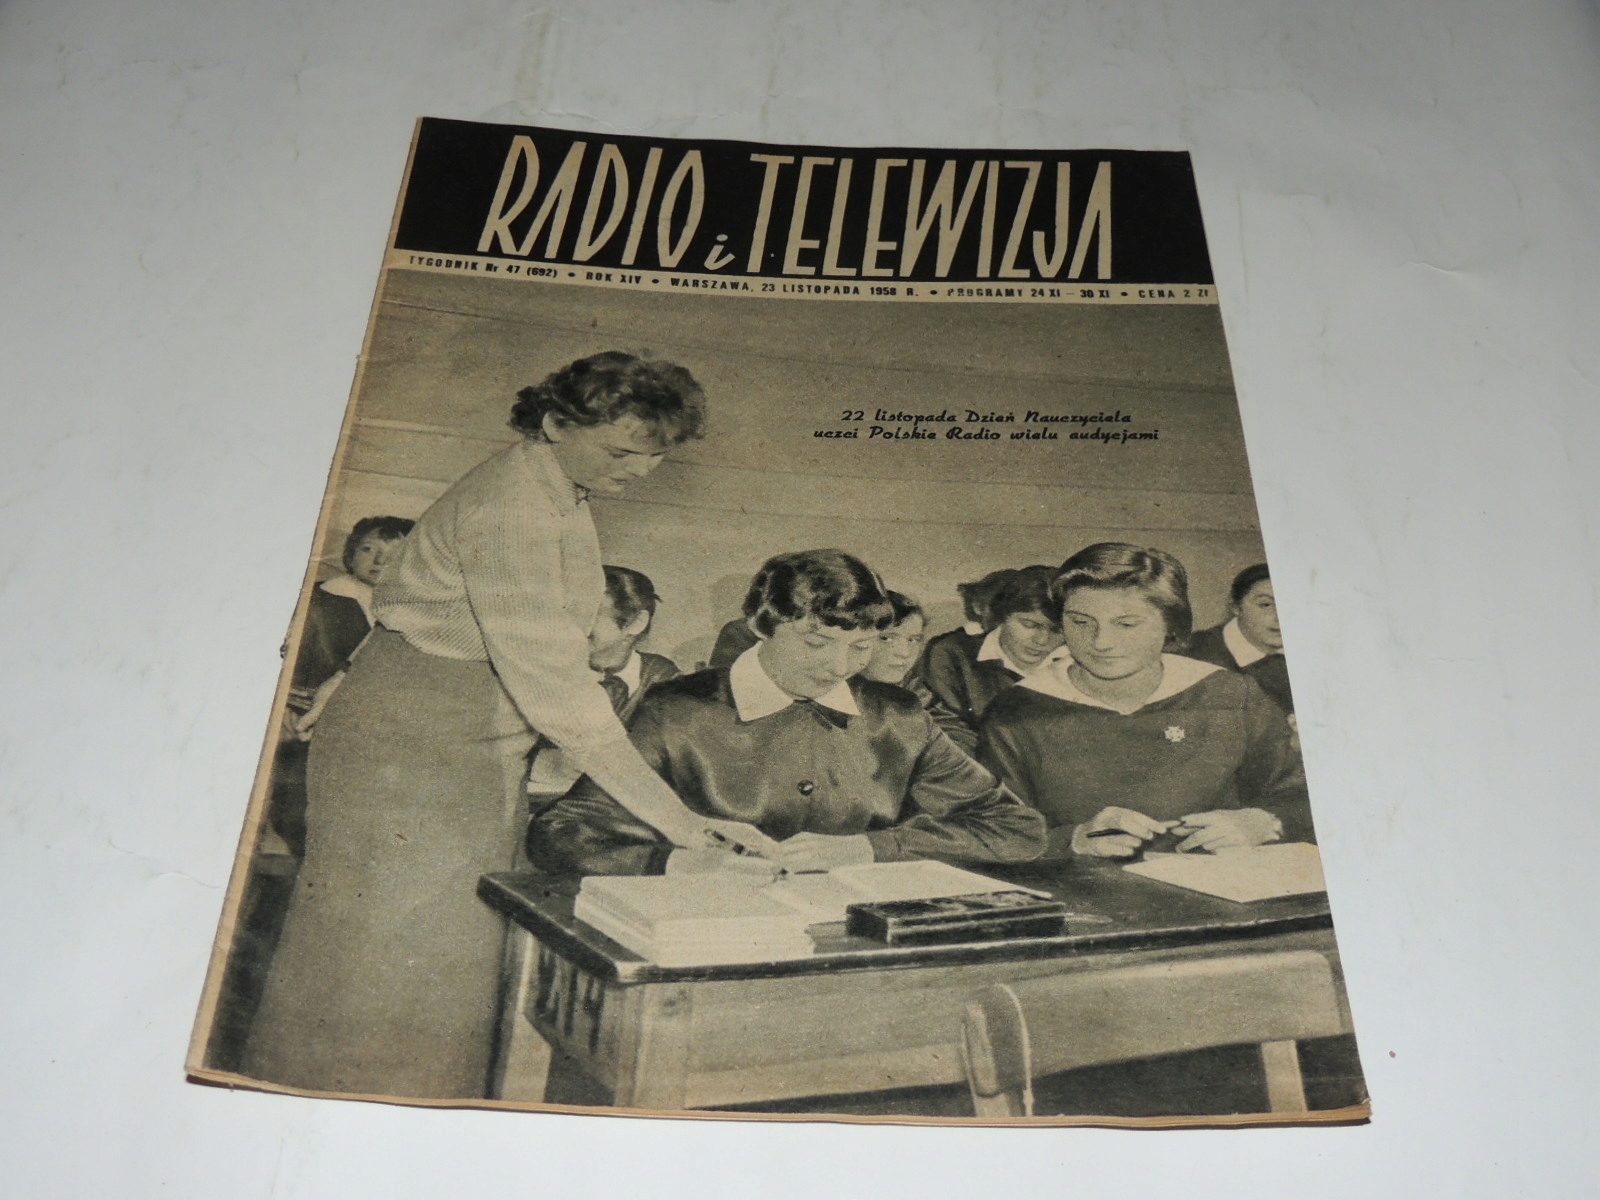 RADIO i TELEWIZJA
TYGODNIK Nr 47 (692) • ROK XIV • WARSZAWA, 23 LISTOPADA 1958 R. • PROGRAMY 24 XI — 30 XI • CENA 2 Zł
22 listopada Dzień Nauczyciela
uczci Polskie Radio wielu audycjami